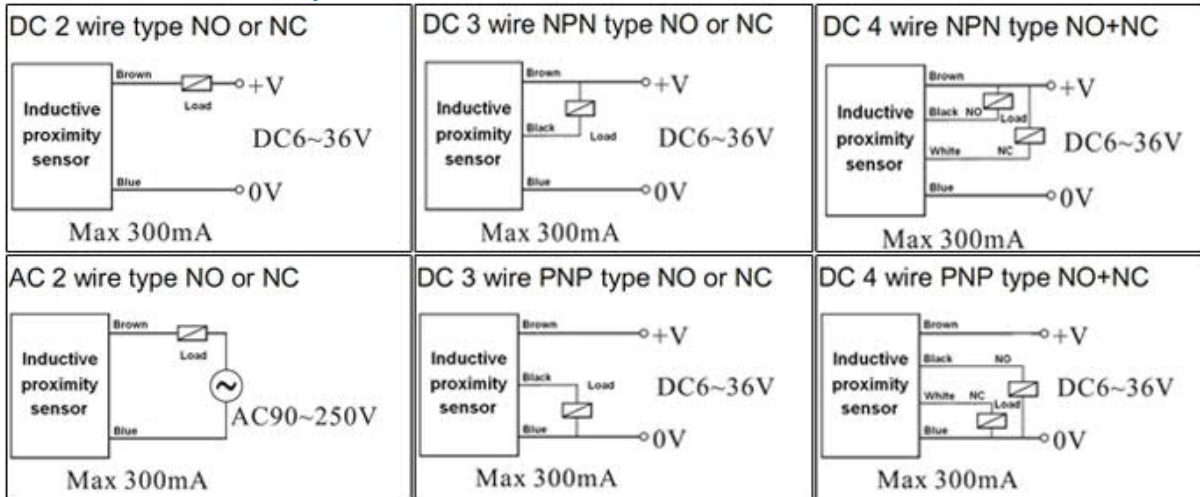 DC 2 wire type NO or NC
Brown
Load
+V
Inductive
proximity
sensor
DC6~36V
Blue
0V
Max 300mA
DC 3 wire NPN type NO or NC
Brown
+V
Inductive
proximity
sensor
Black
Load
DC6~36V
Blue
0V
Max 300mA
DC 4 wire NPN type NO+NC
Brown
+V
Black NO
Load
Inductive
proximity
sensor
White NC
DC6~36V
Blue
0V
Max 300mA
AC 2 wire type NO or NC
Brown
Load
Inductive
proximity
sensor
~
AC90~250V
Blue
Max 300mA
DC 3 wire PNP type NO or NC
Brown
+V
Inductive
proximity
sensor
Black
Load
DC6~36V
Blue
0V
Max 300mA
DC 4 wire PNP type NO+NC
Brown
+V
Black NO
Inductive
proximity
sensor
DC6~36V
White NC
Load
Blue
0V
Max 300mA